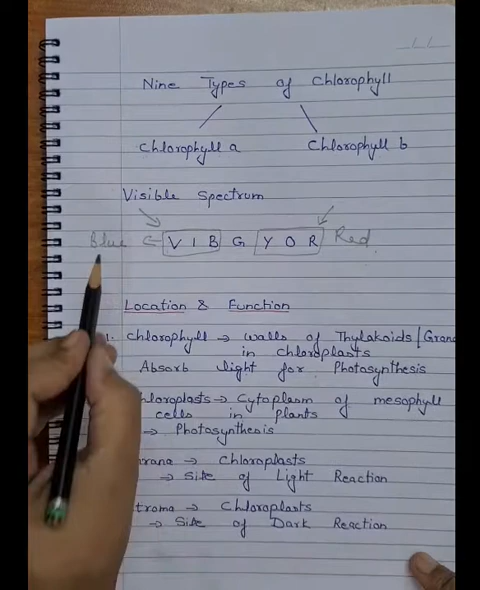 Nine Types of Chlorophyll
Chlorophyll a Chlorophyll b
Visible Spectrum
Blue V I B G Y O R Red
Location & Function
1. Chlorophyll → Walls of Thylakoids/Grana
in chloroplasts
Absorb light for Photosynthesis
hloroplasts → Cytoplasm of mesophyll
cells in plants
→ Photosynthesis
rana → Chloroplasts
→ Site of Light Reaction
troma → Chloroplasts
→ Site of Dark Reaction